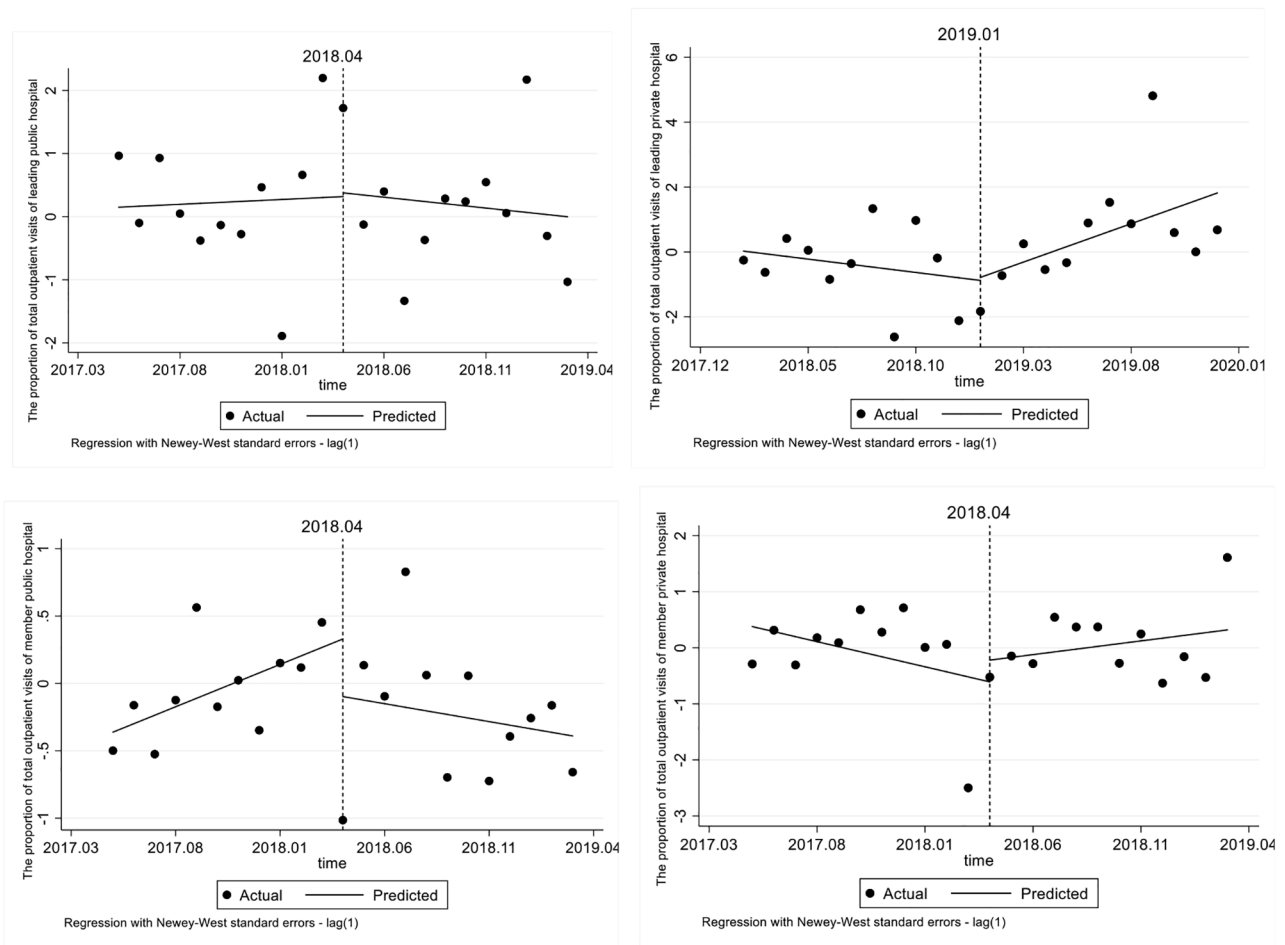 2018.04
The proportion of total outpatient visits of leading public hospital
2
1
0
-1
-2
2017.03 2017.08 2018.01 2018.06 2018.11 2019.04
time
Actual Predicted
Regression with Newey-West standard errors - lag(1)
2019.01
The proportion of total outpatient visits of leading private hospital
6
4
2
0
-2
2017.12 2018.05 2018.10 2019.03 2019.08 2020.01
time
Actual Predicted
Regression with Newey-West standard errors - lag(1)
2018.04
The proportion of total outpatient visits of member public hospital
1
.5
0
-.5
-1
2017.03 2017.08 2018.01 2018.06 2018.11 2019.04
time
Actual Predicted
Regression with Newey-West standard errors - lag(1)
2018.04
The proportion of total outpatient visits of member private hospital
2
1
0
-1
-2
-3
2017.03 2017.08 2018.01 2018.06 2018.11 2019.04
time
Actual Predicted
Regression with Newey-West standard errors - lag(1)